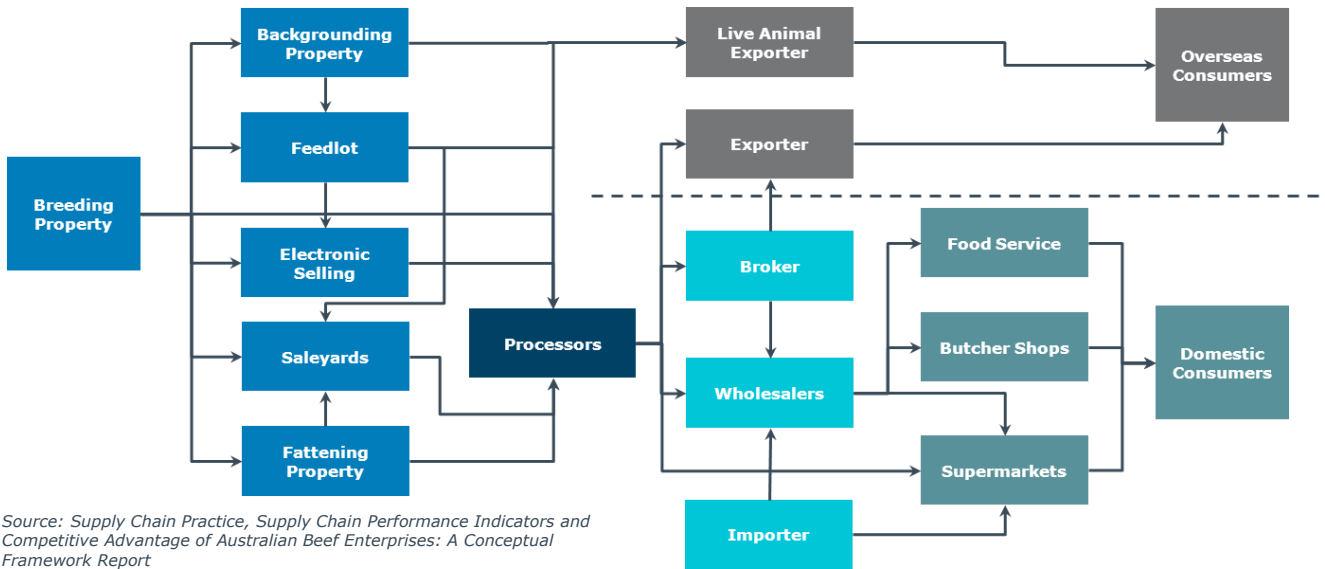 Breeding
Property
Backgrounding
Property
Feedlot
Electronic
Selling
Saleyards
Fattening
Property
Processors
Live Animal
Exporter
Exporter
Broker
Wholesalers
Importer
Food Service
Butcher Shops
Supermarkets
Overseas
Consumers
Domestic
Consumers
Source: Supply Chain Practice, Supply Chain Performance Indicators and
Competitive Advantage of Australian Beef Enterprises: A Conceptual
Framework Report